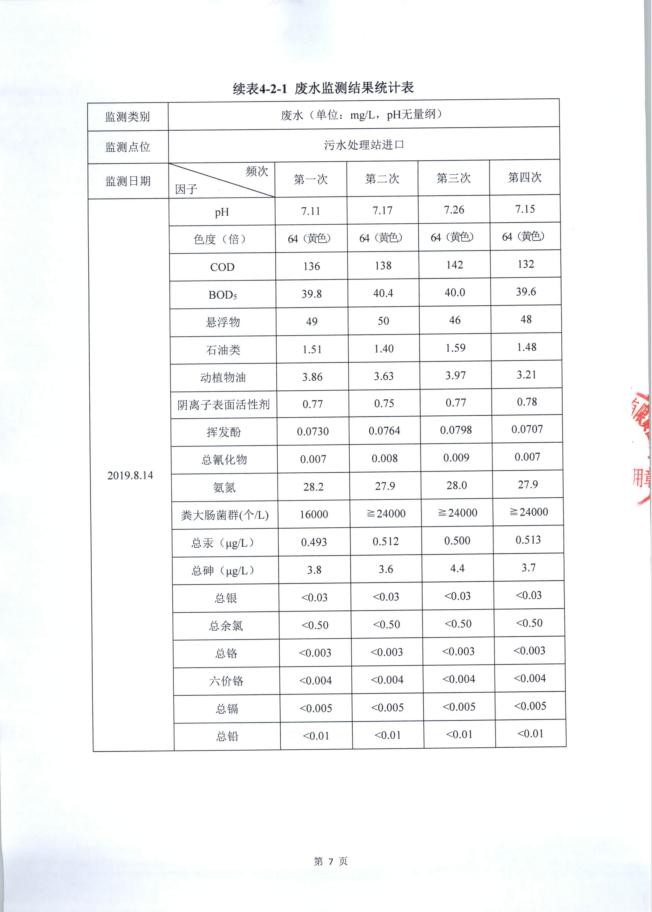 续表4-2-1 废水监测结果统计表
监测类别 废水（单位：mg/L，pH无量纲）
监测点位 污水处理站进口
监测日期 频次 因子 第一次 第二次 第三次 第四次
2019.8.14
pH 7.11 7.17 7.26 7.15
色度（倍） 64（黄色） 64（黄色） 64（黄色） 64（黄色）
COD 136 138 142 132
BOD₅ 39.8 40.4 40.0 39.6
悬浮物 49 50 46 48
石油类 1.51 1.40 1.59 1.48
动植物油 3.86 3.63 3.97 3.21
阴离子表面活性剂 0.77 0.75 0.77 0.78
挥发酚 0.0730 0.0764 0.0798 0.0707
总氰化物 0.007 0.008 0.009 0.007
氨氮 28.2 27.9 28.0 27.9
粪大肠菌群(个/L) 16000 ≧24000 ≧24000 ≧24000
总汞（μg/L） 0.493 0.512 0.500 0.513
总砷（μg/L） 3.8 3.6 4.4 3.7
总银 <0.03 <0.03 <0.03 <0.03
总余氯 <0.50 <0.50 <0.50 <0.50
总铬 <0.003 <0.003 <0.003 <0.003
六价铬 <0.004 <0.004 <0.004 <0.004
总镉 <0.005 <0.005 <0.005 <0.005
总铅 <0.01 <0.01 <0.01 <0.01
用章
第 7 页